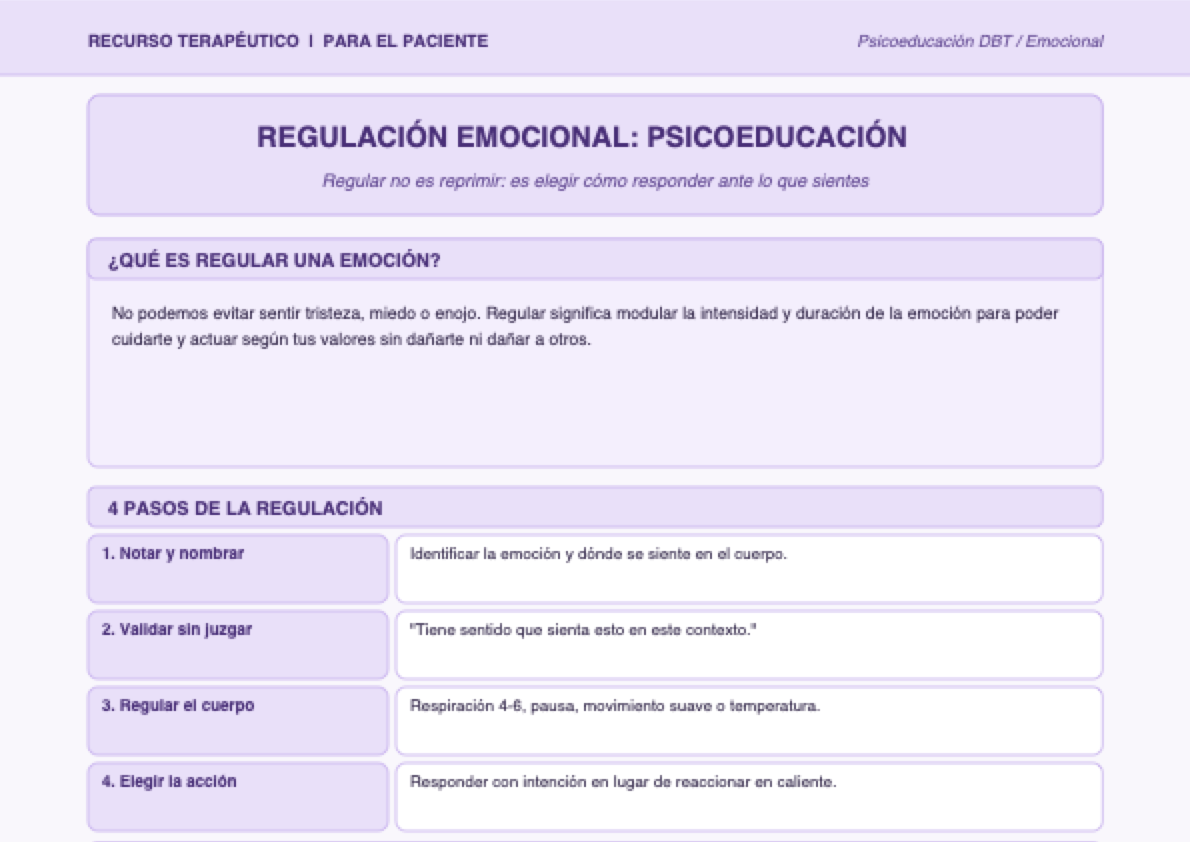 RECURSO TERAPÉUTICO | PARA EL PACIENTE
Psicoeducación DBT / Emocional
REGULACIÓN EMOCIONAL: PSICOEDUCACIÓN
Regular no es reprimir: es elegir cómo responder ante lo que sientes
¿QUÉ ES REGULAR UNA EMOCIÓN?
No podemos evitar sentir tristeza, miedo o enojo. Regular significa modular la intensidad y duración de la emoción para poder
cuidarte y actuar según tus valores sin dañarte ni dañar a otros.
4 PASOS DE LA REGULACIÓN
1. Notar y nombrar
Identificar la emoción y dónde se siente en el cuerpo.
2. Validar sin juzgar
"Tiene sentido que sienta esto en este contexto."
3. Regular el cuerpo
Respiración 4-6, pausa, movimiento suave o temperatura.
4. Elegir la acción
Responder con intención en lugar de reaccionar en caliente.